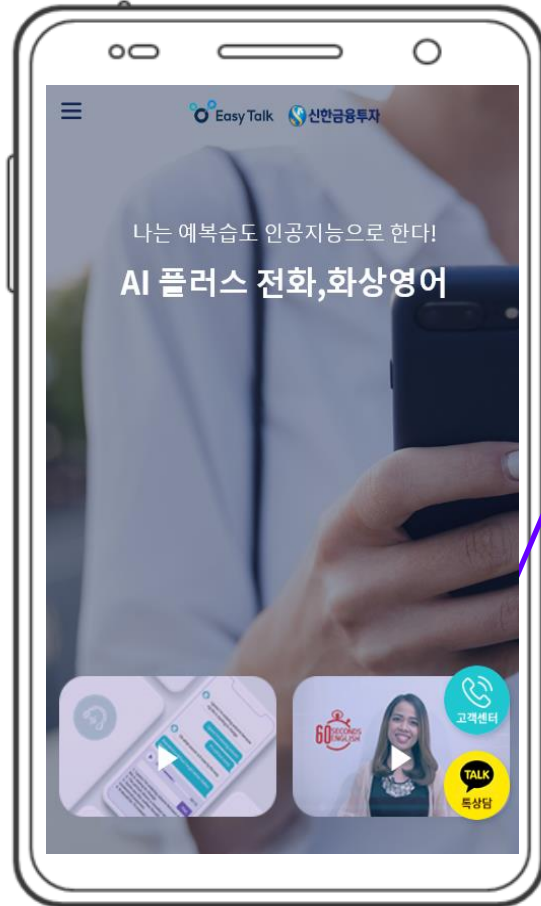 Easy Talk 신한금융투자
나는 예복습도 인공지능으로 한다!
AI 플러스 전화,화상영어
60 SECONDS
ENGLISH
고객센터
TALK
톡상담